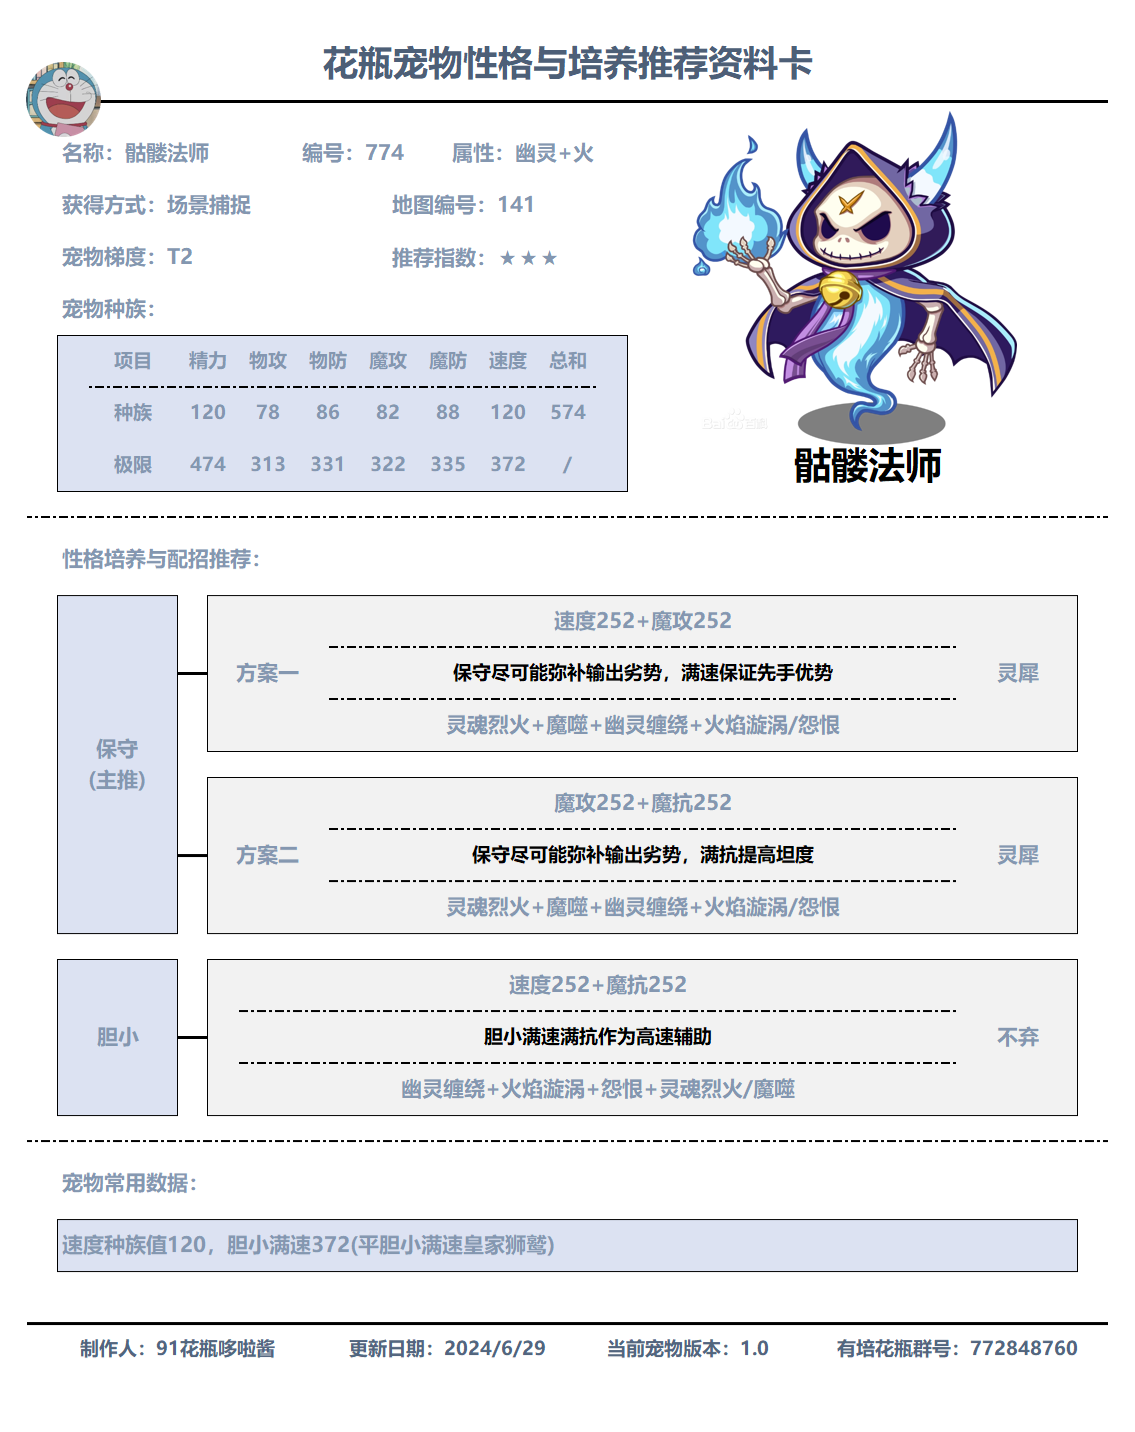 花瓶宠物性格与培养推荐资料卡
名称：骷髅法师 编号：774 属性：幽灵+火
获得方式：场景捕捉 地图编号：141
宠物梯度：T2 推荐指数：★★★
宠物种族：
项目 精力 物攻 物防 魔攻 魔防 速度 总和
种族 120 78 86 82 88 120 574
极限 474 313 331 322 335 372 /
骷髅法师
性格培养与配招推荐：
保守
(主推)
速度252+魔攻252
方案一 保守尽可能弥补输出劣势，满速保证先手优势 灵犀
灵魂烈火+魔噬+幽灵缠绕+火焰漩涡/怨恨
魔攻252+魔抗252
方案二 保守尽可能弥补输出劣势，满抗提高坦度 灵犀
灵魂烈火+魔噬+幽灵缠绕+火焰漩涡/怨恨
速度252+魔抗252
胆小 胆小满速满抗作为高速辅助 不弃
幽灵缠绕+火焰漩涡+怨恨+灵魂烈火/魔噬
宠物常用数据：
速度种族值120，胆小满速372(平胆小满速皇家狮鹫)
制作人：91花瓶哆啦酱 更新日期：2024/6/29 当前宠物版本：1.0 有培花瓶群号：772848760